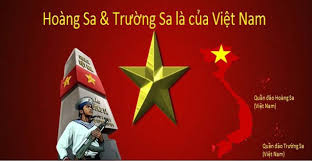 Hoàng Sa & Trường Sa là của Việt Nam
Quần đảo Hoàng Sa
(Việt Nam)
Quần đảo Trường Sa
(Việt Nam)